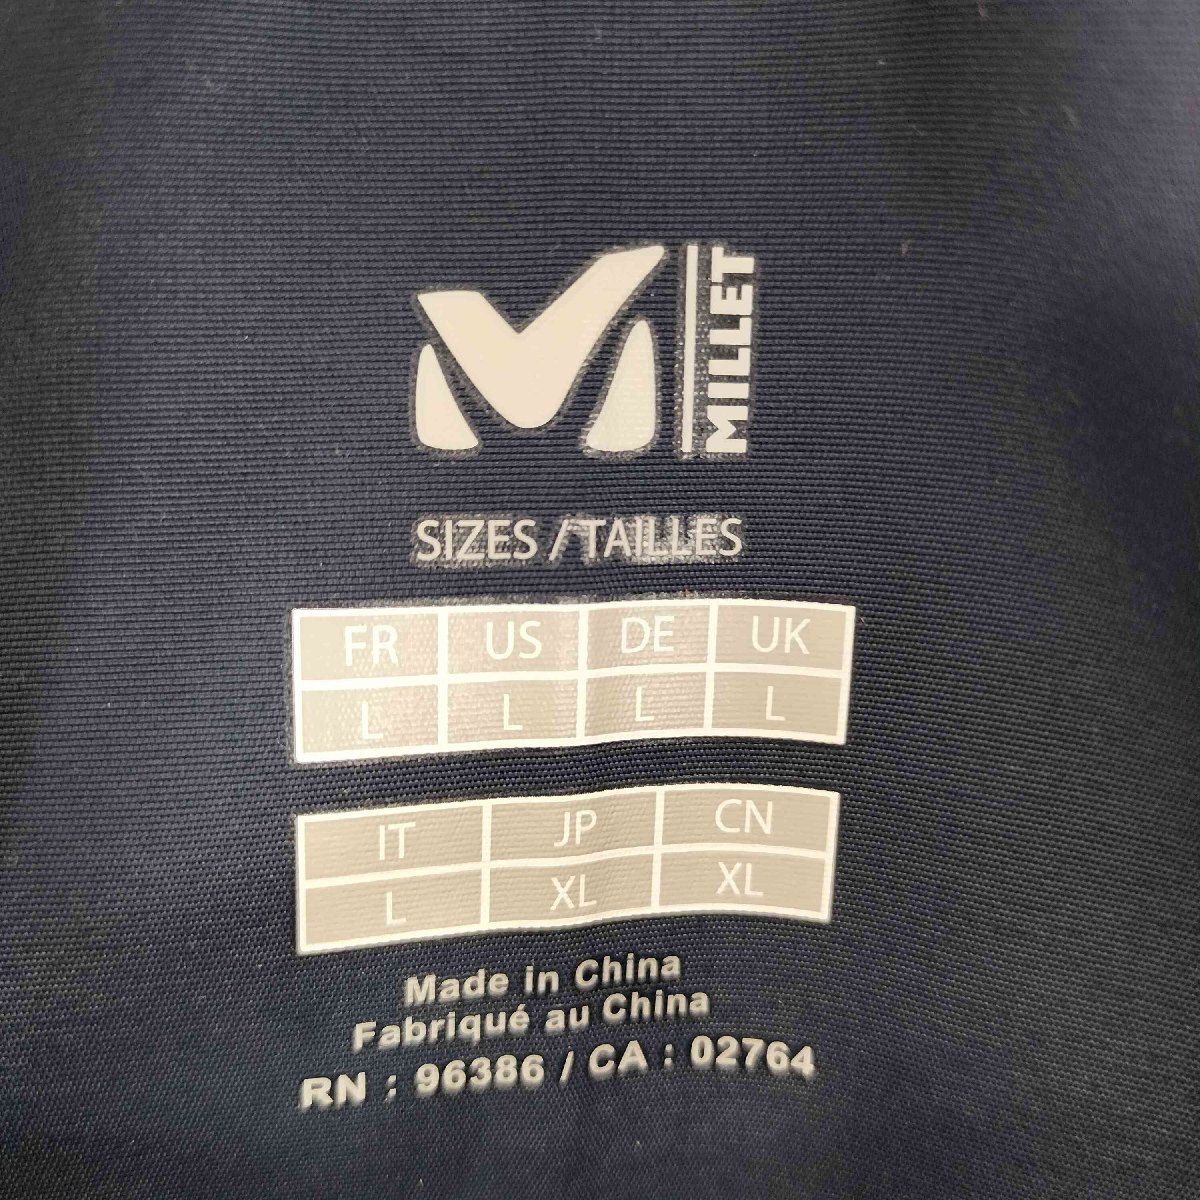 MILLET
SIZES / TAILLES
FR US DE UK
L L L L
IT JP CN
L XL XL
Made in China
Fabriqué au China
RN : 96386 / CA : 02764